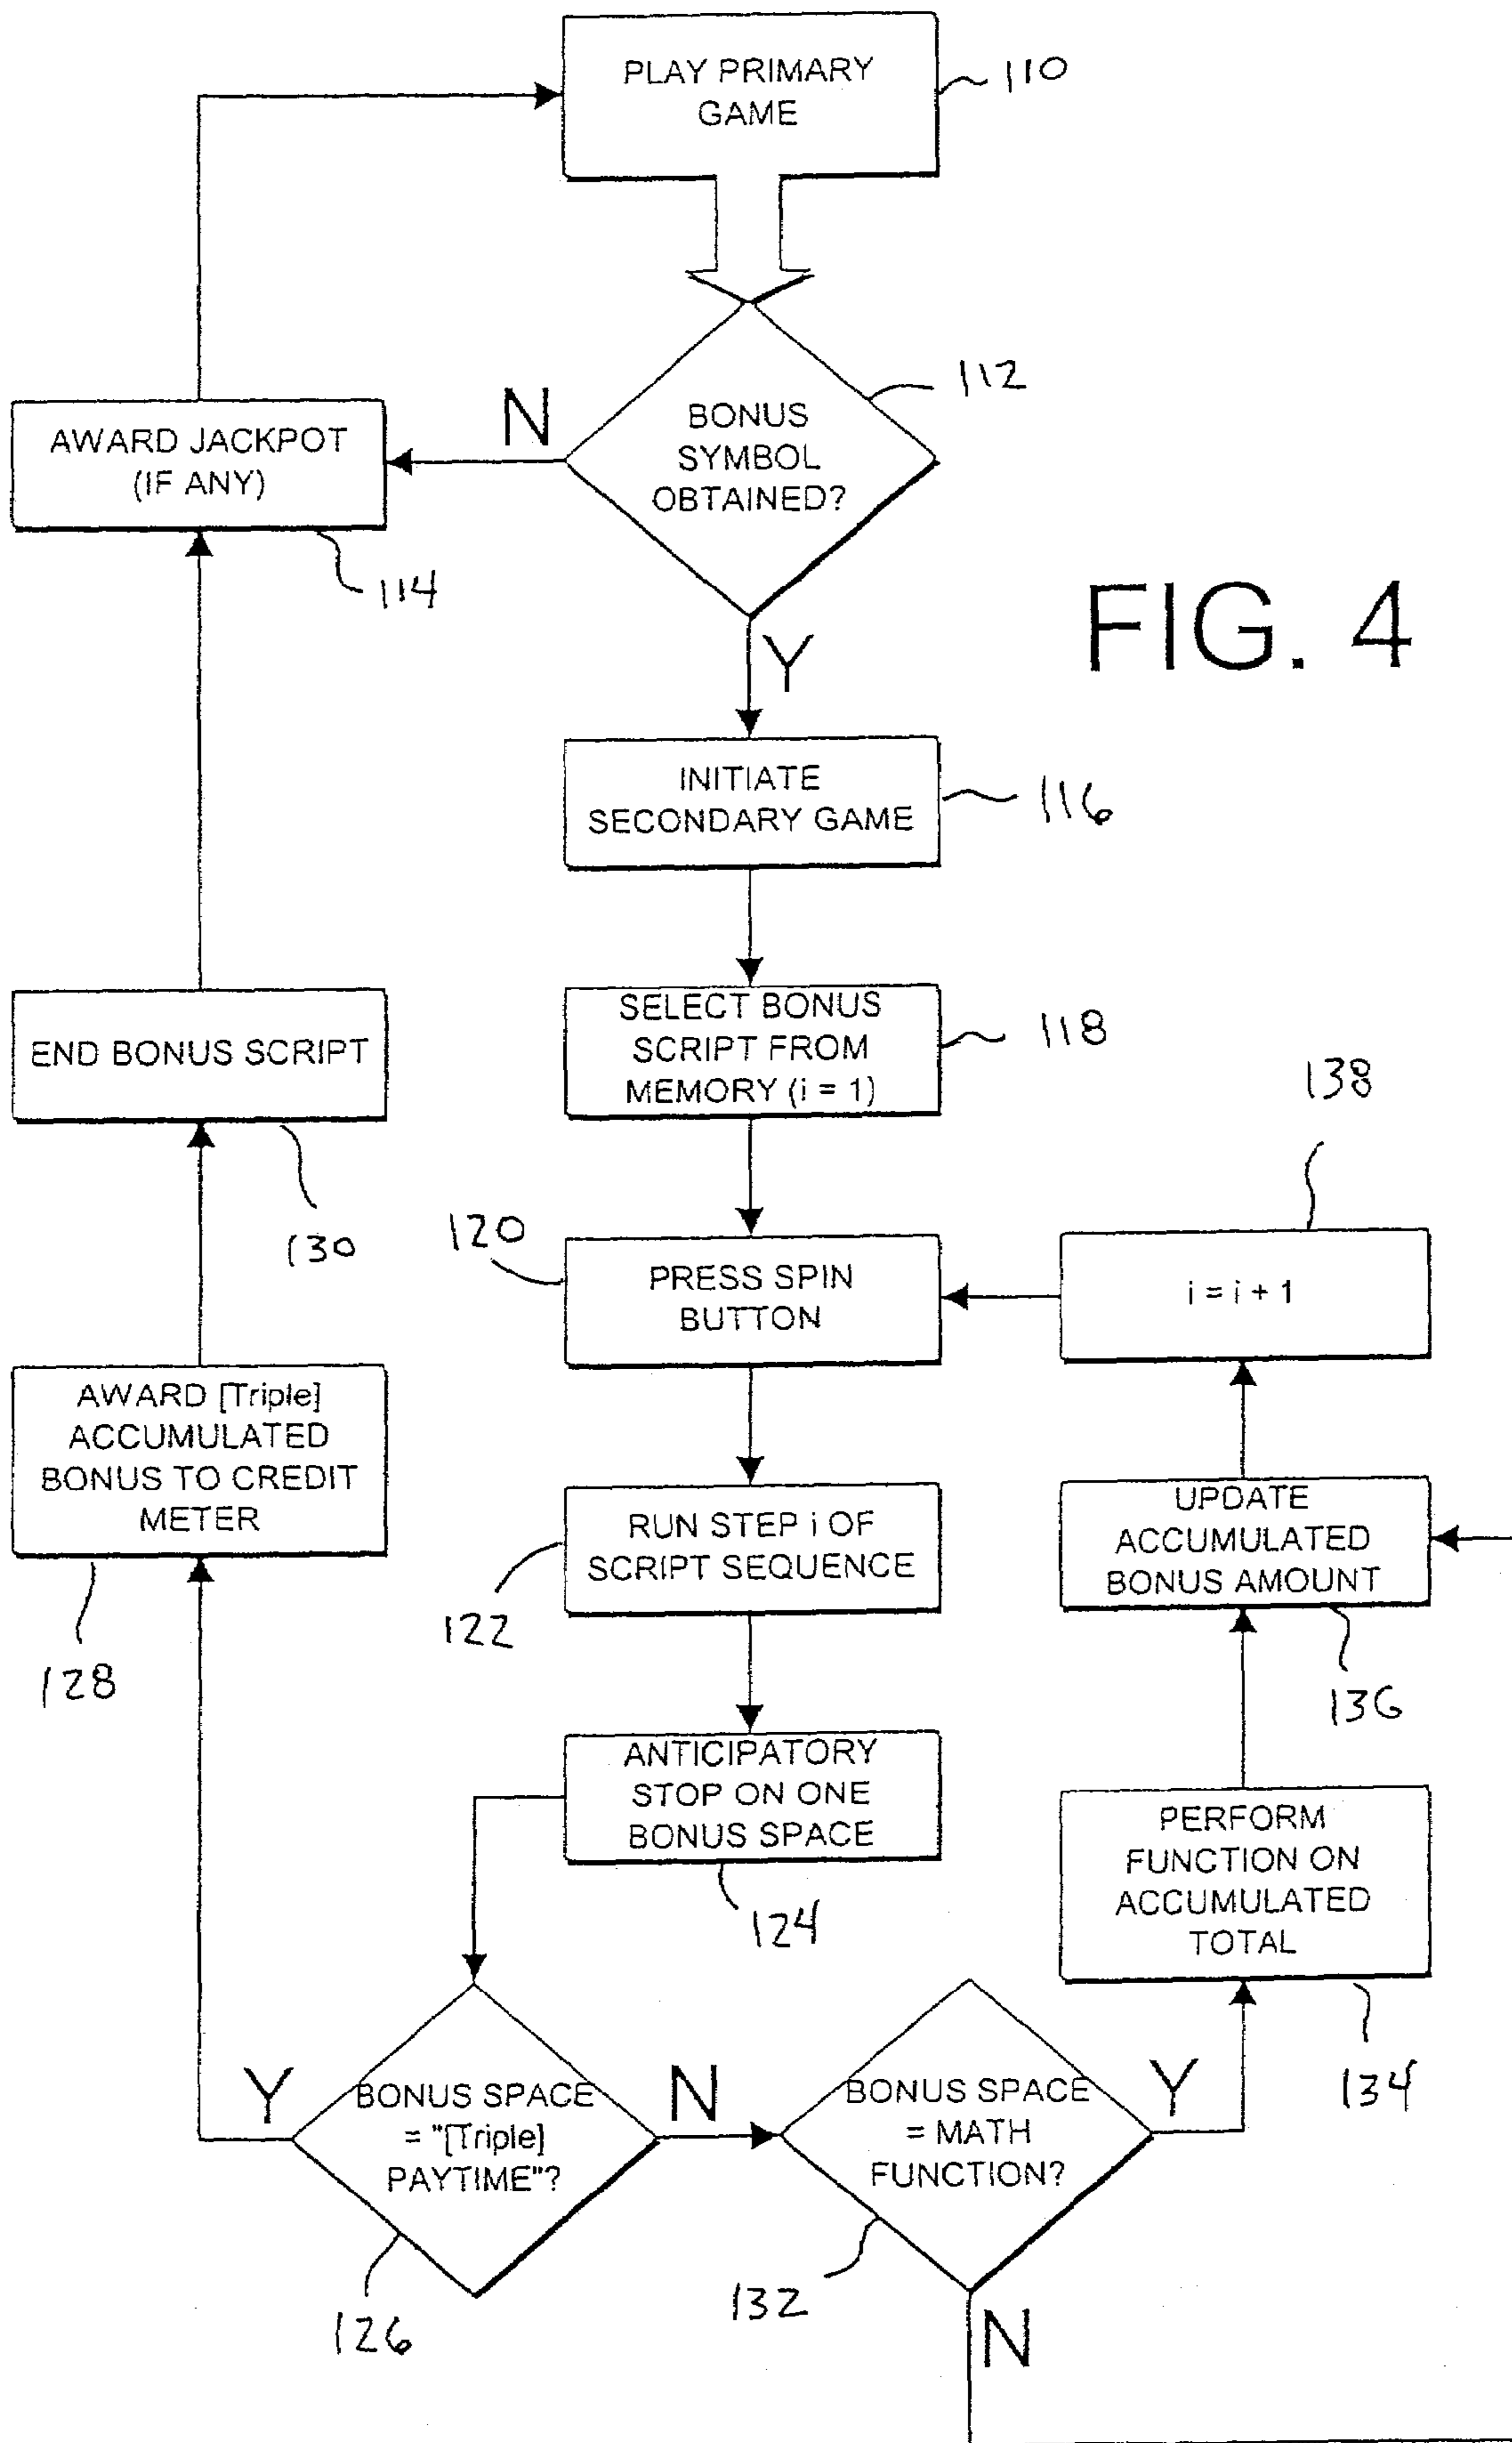 PLAY PRIMARY
GAME
110
BONUS
SYMBOL
OBTAINED?
112
N
AWARD JACKPOT
(IF ANY)
114
FIG. 4
Y
INITIATE
SECONDARY GAME
116
SELECT BONUS
SCRIPT FROM
MEMORY (i = 1)
118
END BONUS SCRIPT
130
138
120
PRESS SPIN
BUTTON
i = i + 1
AWARD [Triple]
ACCUMULATED
BONUS TO CREDIT
METER
128
RUN STEP i OF
SCRIPT SEQUENCE
122
UPDATE
ACCUMULATED
BONUS AMOUNT
136
ANTICIPATORY
STOP ON ONE
BONUS SPACE
124
PERFORM
FUNCTION ON
ACCUMULATED
TOTAL
134
Y
BONUS SPACE
= "[Triple]
PAYTIME"?
126
N
BONUS SPACE
= MATH
FUNCTION?
132
Y
N